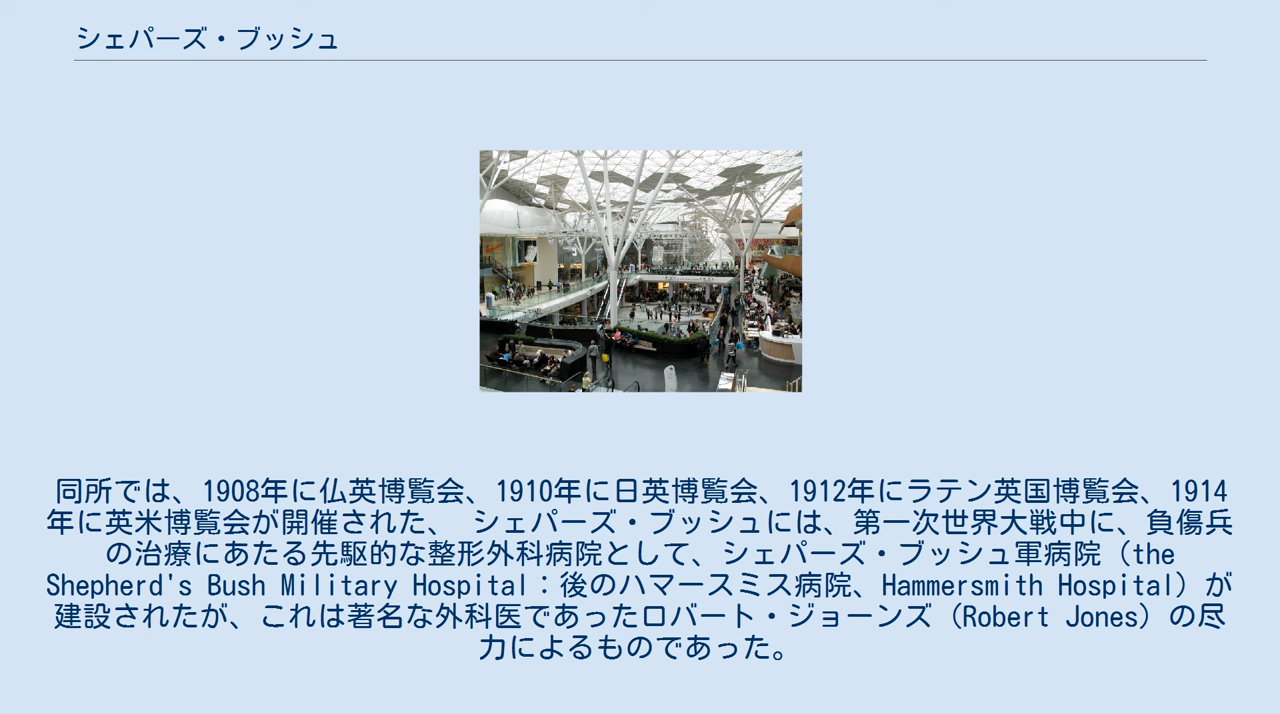 シェパーズ・ブッシュ
同所では、1908年に仏英博覧会、1910年に日英博覧会、1912年にラテン英国博覧会、1914
年に英米博覧会が開催された、 シェパーズ・ブッシュには、第一次世界大戦中に、負傷兵
の治療にあたる先駆的な整形外科病院として、シェパーズ・ブッシュ軍病院（the
Shepherd's Bush Military Hospital：後のハマースミス病院、Hammersmith Hospital）が
建設されたが、これは著名な外科医であったロバート・ジョーンズ（Robert Jones）の尽
力によるものであった。